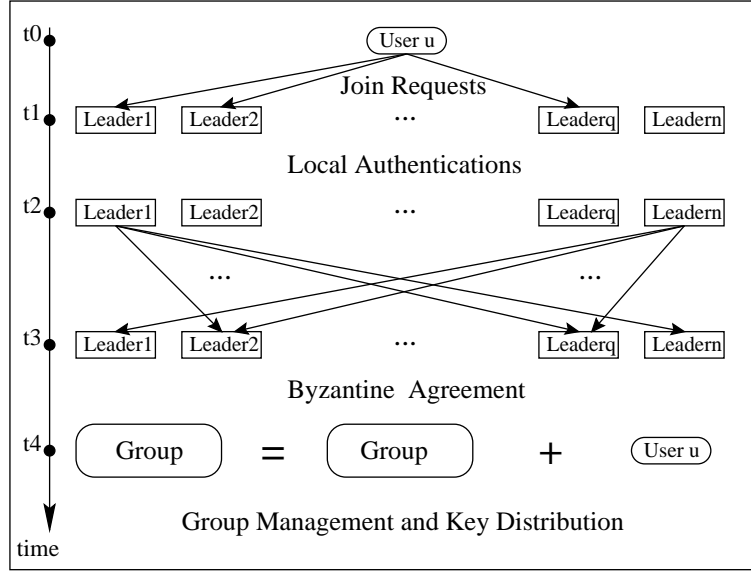 t0 User u
Join Requests
t1 Leader1 Leader2 ... Leaderq Leadern
Local Authentications
t2 Leader1 Leader2 ... Leaderq Leadern
... ...
t3 Leader1 Leader2 ... Leaderq Leadern
Byzantine Agreement
t4 Group = Group + User u
Group Management and Key Distribution
time